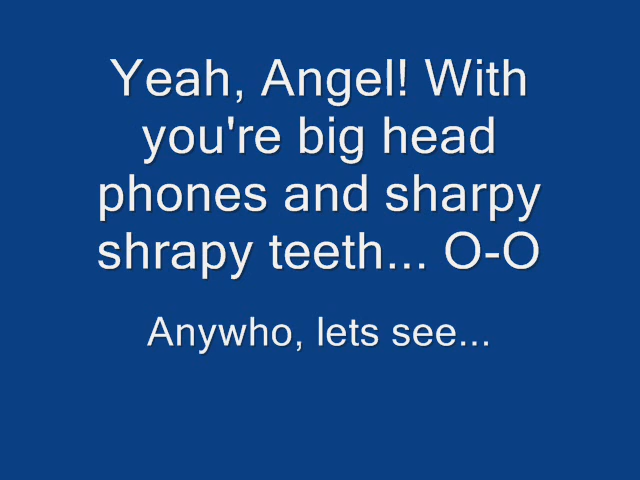 Yeah, Angel! With
you're big head
phones and sharpy
shrapy teeth... O-O
Anywho, lets see...